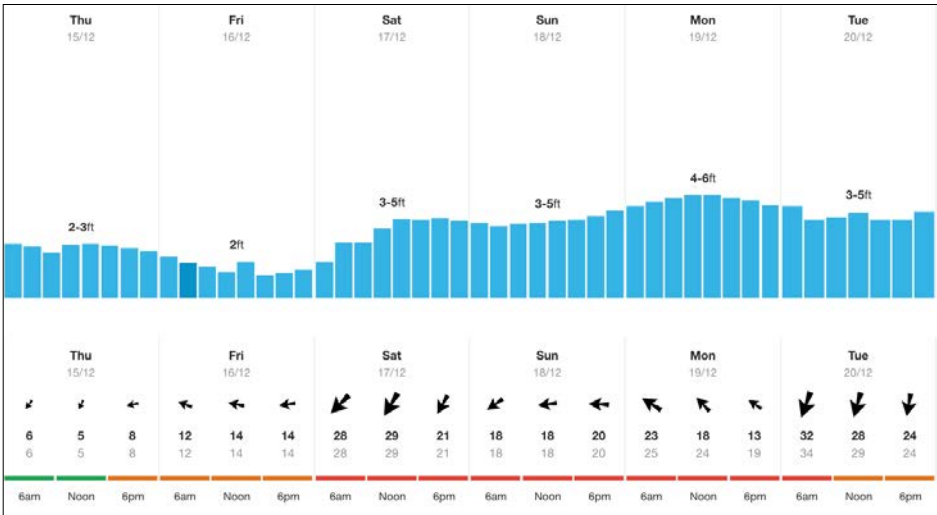 Thu Fri Sat Sun Mon Tue
15/12 16/12 17/12 18/12 19/12 20/12
4-6ft
3-5ft 3-5ft 3-5ft
2-3ft
2ft
Thu Fri Sat Sun Mon Tue
15/12 16/12 17/12 18/12 19/12 20/12
6 5 8 12 14 14 28 29 21 18 18 20 23 18 13 32 28 24
6 5 8 12 14 14 28 29 21 18 18 20 25 24 19 34 29 24
6am Noon 6pm 6am Noon 6pm 6am Noon 6pm 6am Noon 6pm 6am Noon 6pm 6am Noon 6pm